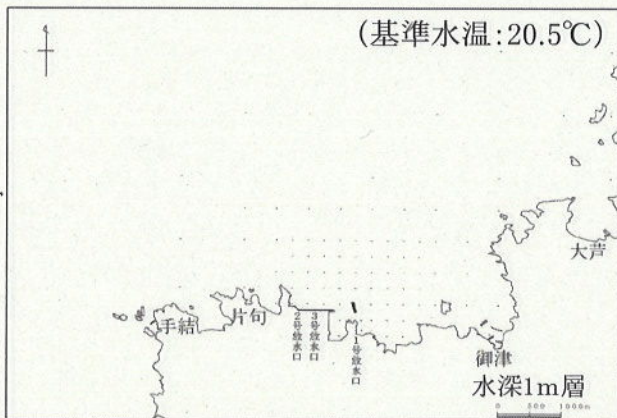 (基準水温:20.5℃)
大芦
手結
片句
2号放水口
3号放水口
1号放水口
御津
水深1m層
0 500 1000m